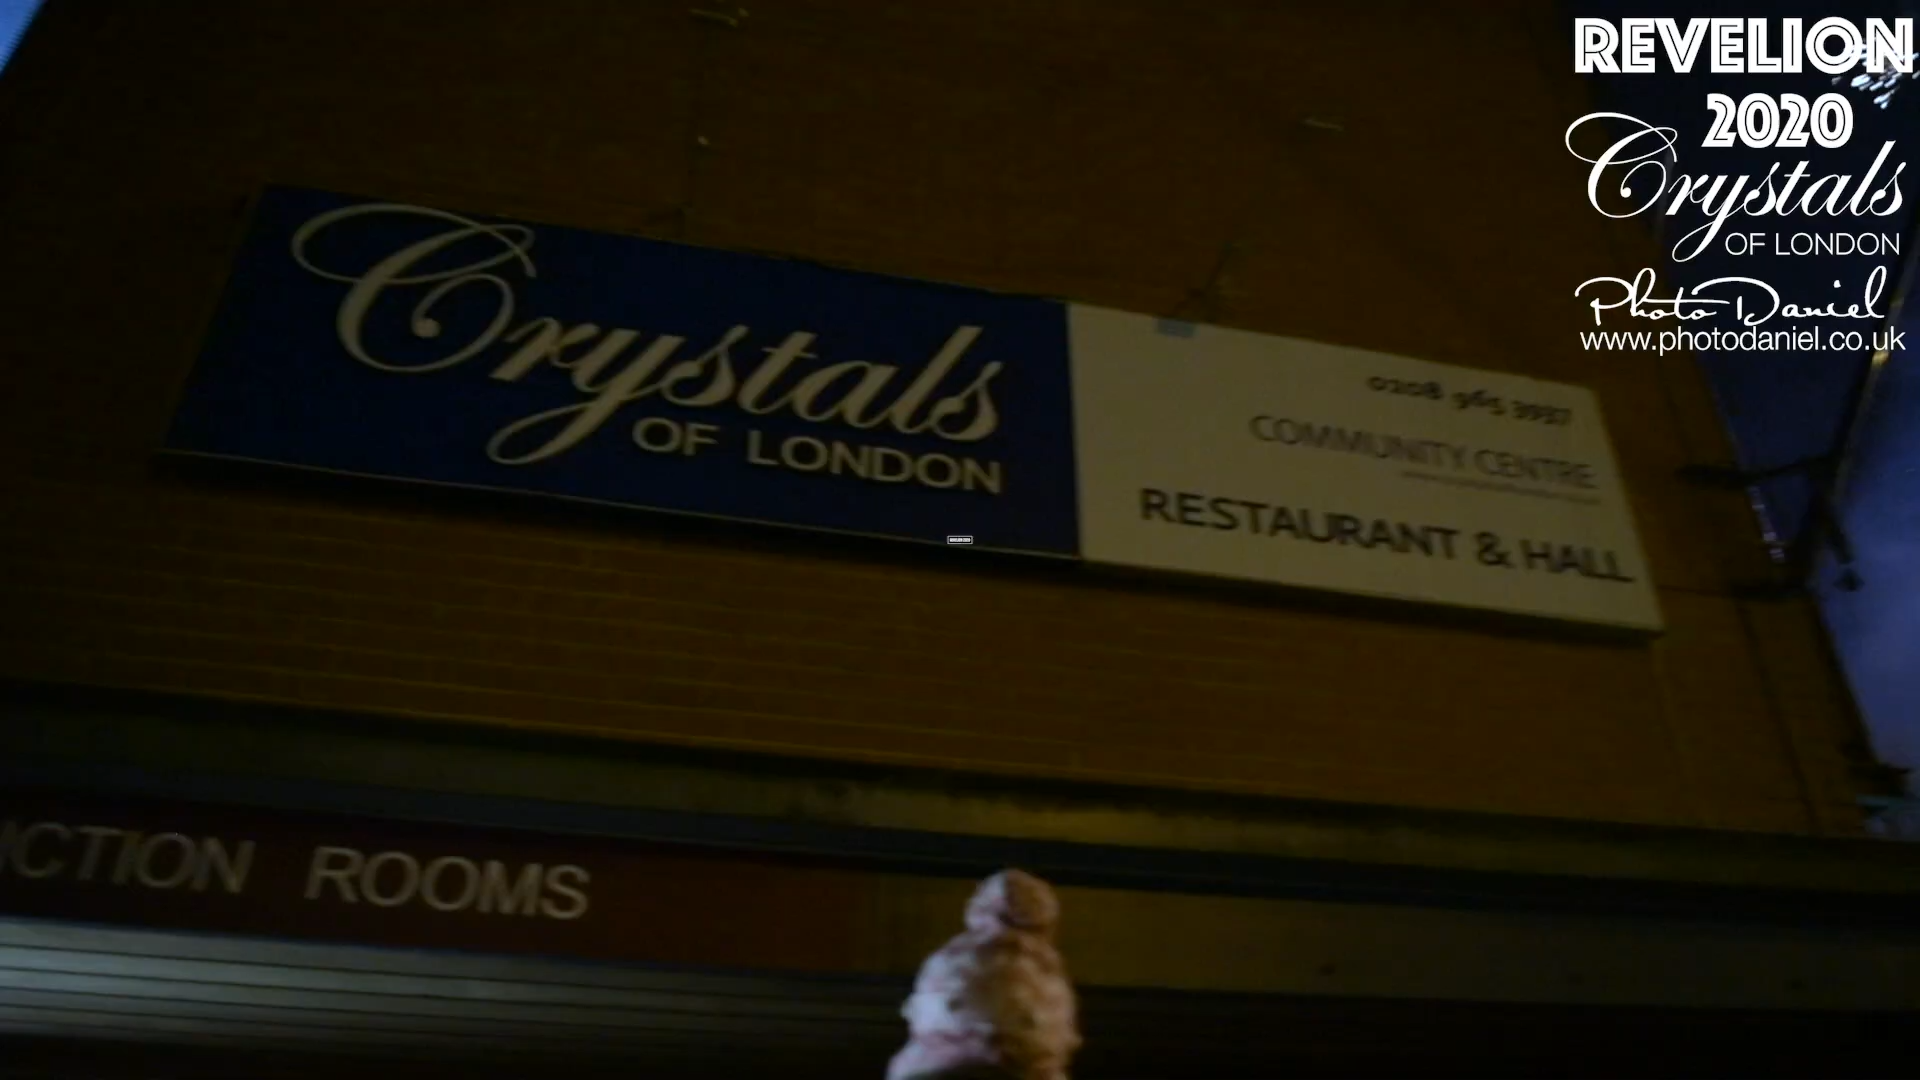 REVELION
2020
Crystals
OF LONDON
Photo Daniel
www.photodaniel.co.uk
Crystals
OF LONDON
0208 965 3937
COMMUNITY CENTRE
RESTAURANT & HALL
ROOMS